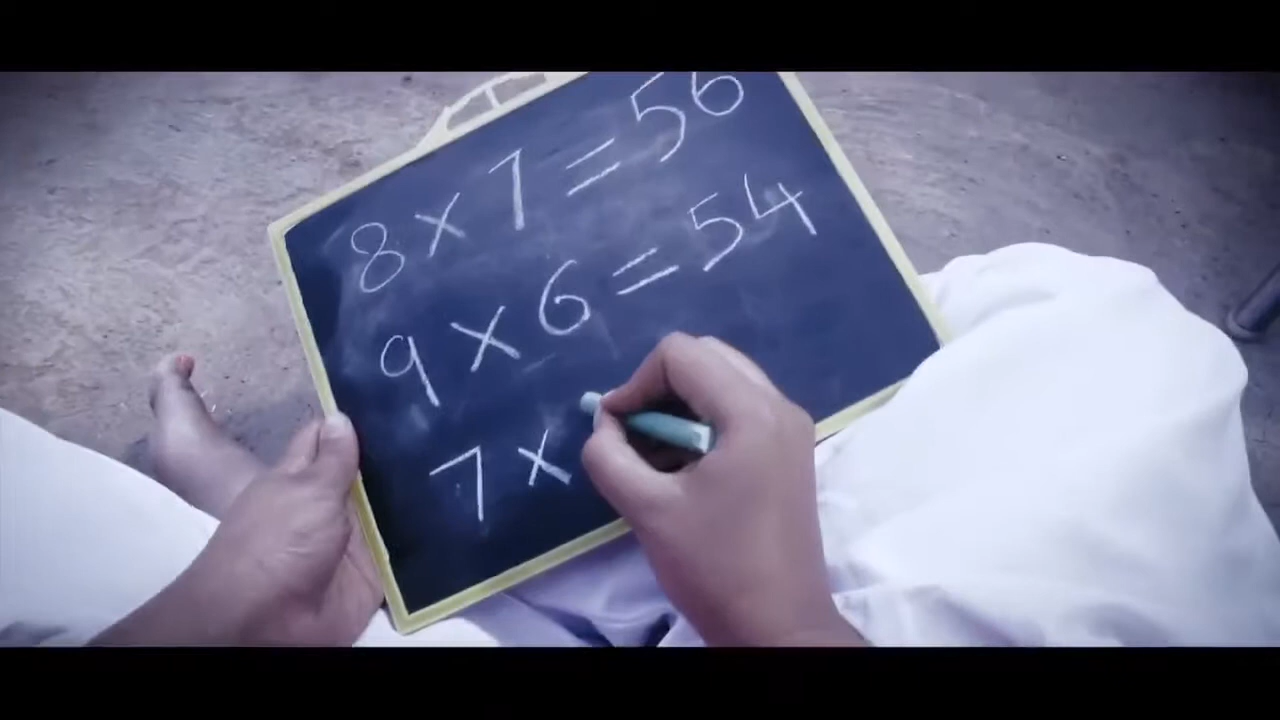 8 × 7 = 56
9 × 6 = 54
7 ×